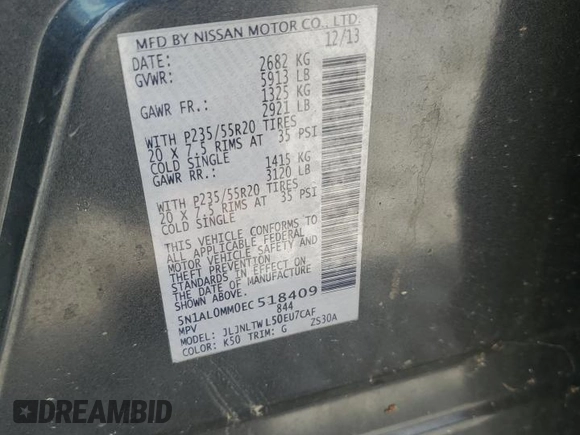 MFD BY NISSAN MOTOR CO., LTD.
DATE: 12/13
GVWR: 2682 KG
5913 LB
GAWR FR.: 1325 KG
2921 LB
WITH P235/55R20 TIRES
20 X 7.5 RIMS AT 35 PSI
COLD SINGLE
GAWR RR.: 1415 KG
3120 LB
WITH P235/55R20 TIRES
20 X 7.5 RIMS AT 35 PSI
COLD SINGLE
THIS VEHICLE CONFORMS TO
ALL APPLICABLE FEDERAL
MOTOR VEHICLE SAFETY AND
THEFT PREVENTION
STANDARDS IN EFFECT ON
THE DATE OF MANUFACTURE
SHOWN ABOVE.
5N1AL0MM0EC518409
MPV 844
MODEL: JLJNLTWL50EU7CAF
COLOR: K50 TRIM: G ZS30A
DREAMBID